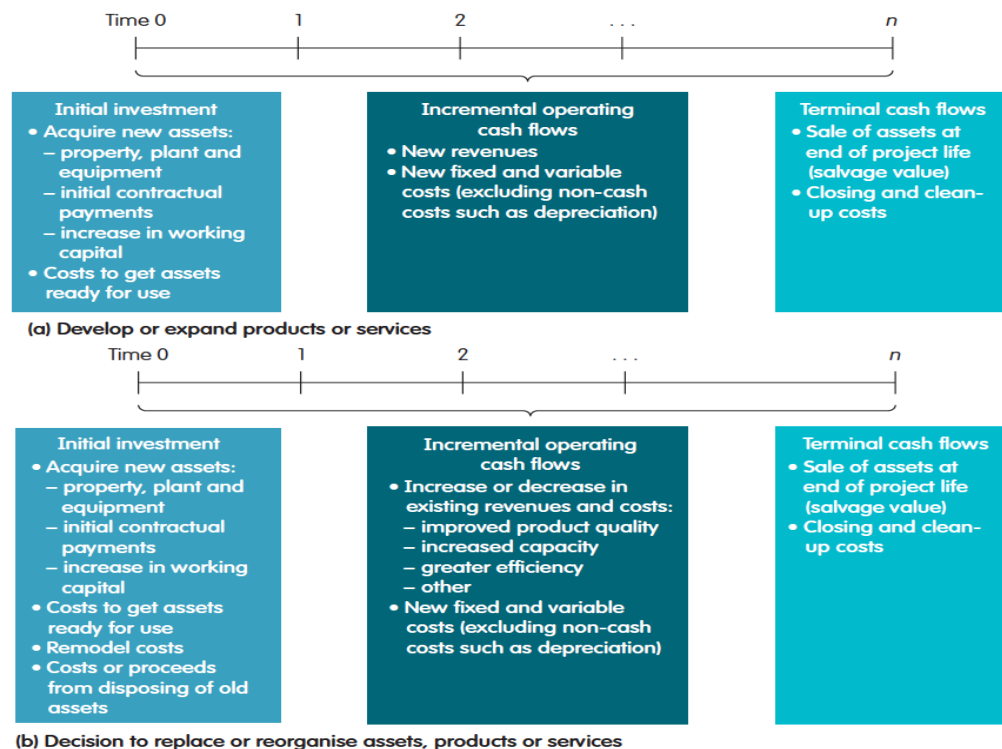 Time 0 1 2 . . . n
Initial investment
• Acquire new assets:
– property, plant and
equipment
– initial contractual
payments
– increase in working
capital
• Costs to get assets
ready for use
Incremental operating
cash flows
• New revenues
• New fixed and variable
costs (excluding non-cash
costs such as depreciation)
Terminal cash flows
• Sale of assets at
end of project life
(salvage value)
• Closing and clean-
up costs
(a) Develop or expand products or services
Time 0 1 2 . . . n
Initial investment
• Acquire new assets:
– property, plant and
equipment
– initial contractual
payments
– increase in working
capital
• Costs to get assets
ready for use
• Remodel costs
• Costs or proceeds
from disposing of old
assets
Incremental operating
cash flows
• Increase or decrease in
existing revenues and costs:
– improved product quality
– increased capacity
– greater efficiency
– other
• New fixed and variable
costs (excluding non-cash
costs such as depreciation)
Terminal cash flows
• Sale of assets at
end of project life
(salvage value)
• Closing and clean-
up costs
(b) Decision to replace or reorganise assets, products or services